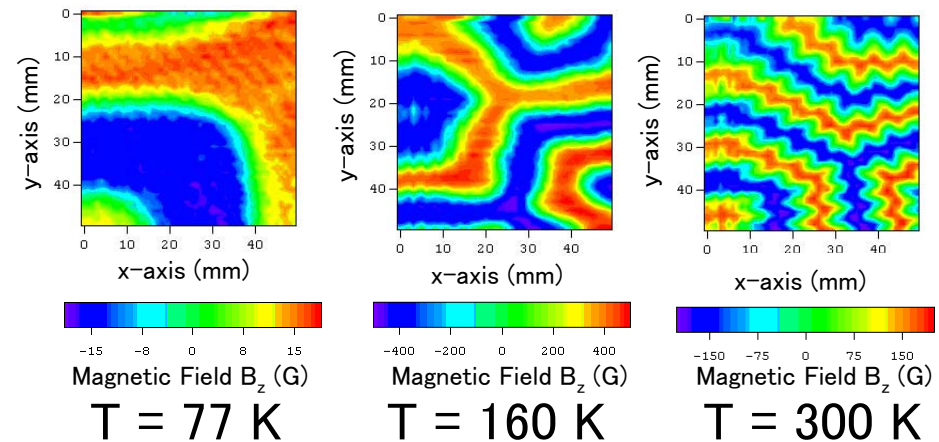 0
10
20
30
40
y-axis (mm)
0 10 20 30 40
x-axis (mm)
-15 -8 0 8 15
Magnetic Field Bz (G)
T = 77 K
0
10
20
30
40
y-axis (mm)
0 10 20 30 40
x-axis (mm)
-400 -200 0 200 400
Magnetic Field Bz (G)
T = 160 K
0
10
20
30
40
y-axis (mm)
0 10 20 30 40
x-axis (mm)
-150 -75 0 75 150
Magnetic Field Bz (G)
T = 300 K